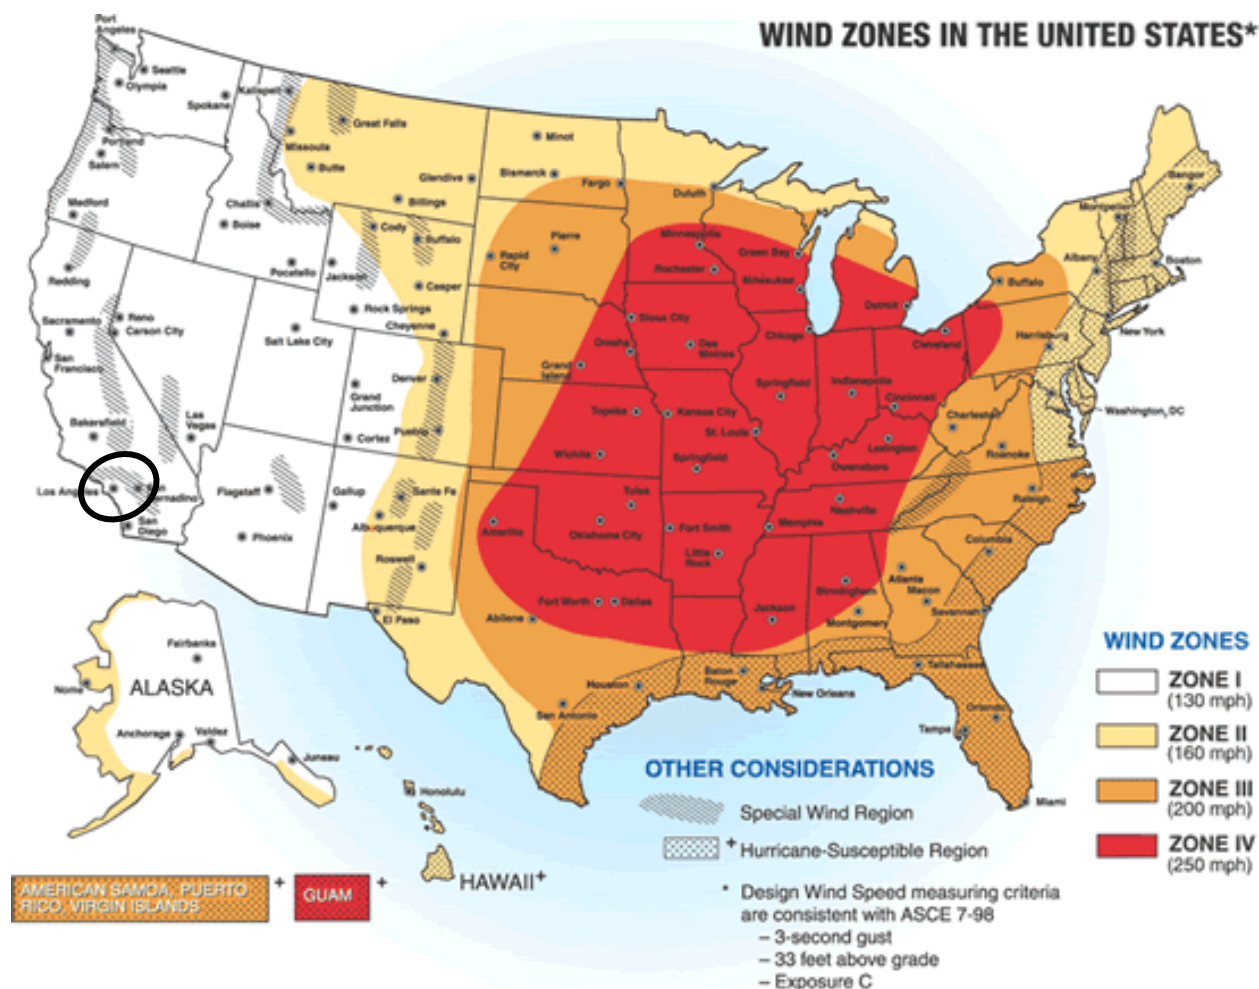 WIND ZONES IN THE UNITED STATES*
Port
Angeles
Seattle
Olympia
Spokane
Kalispell
Great Falls
Missoula
Butte
Glendive
Billings
Portland
Salem
Medford
Challis
Boise
Pocatello
Jackson
Cody
Buffalo
Casper
Rock Springs
Cheyenne
Redding
Sacramento
Reno
Carson City
San
Francisco
Salt Lake City
Grand
Junction
Denver
Pueblo
Cortez
Bakersfield
Las
Vegas
Los Angeles
San
Diego
Flagstaff
Phoenix
Gallup
Santa Fe
Albuquerque
Roswell
El Paso
Minot
Bismarck
Fargo
Duluth
Rapid
City
Pierre
Minneapolis
Rochester
Green Bay
Milwaukee
Sioux City
Omaha
Des
Moines
Grand
Island
Chicago
Detroit
Cleveland
Topeka
Kansas City
Springfield
Indianapolis
Cincinnati
St. Louis
Wichita
Springfield
Owensboro
Lexington
Charleston
Roanoke
Buffalo
Harrisburg
Albany
Montpelier
Bangor
Boston
New York
Washington, DC
Tulsa
Amarillo
Oklahoma City
Fort Smith
Little
Rock
Memphis
Nashville
Raleigh
Columbia
Atlanta
Macon
Savannah
Birmingham
Montgomery
Fort Worth
Dallas
Abilene
Jackson
Houston
San Antonio
Baton
Rouge
New Orleans
Tallahassee
Orlando
Tampa
Miami
Fairbanks
Nome
ALASKA
Anchorage
Valdez
Juneau
Honolulu
HAWAII+
AMERICAN SAMOA, PUERTO
RICO, VIRGIN ISLANDS
+
GUAM
+
OTHER CONSIDERATIONS
Special Wind Region
+ Hurricane-Susceptible Region
* Design Wind Speed measuring criteria
are consistent with ASCE 7-98
– 3-second gust
– 33 feet above grade
– Exposure C
WIND ZONES
ZONE I
(130 mph)
ZONE II
(160 mph)
ZONE III
(200 mph)
ZONE IV
(250 mph)